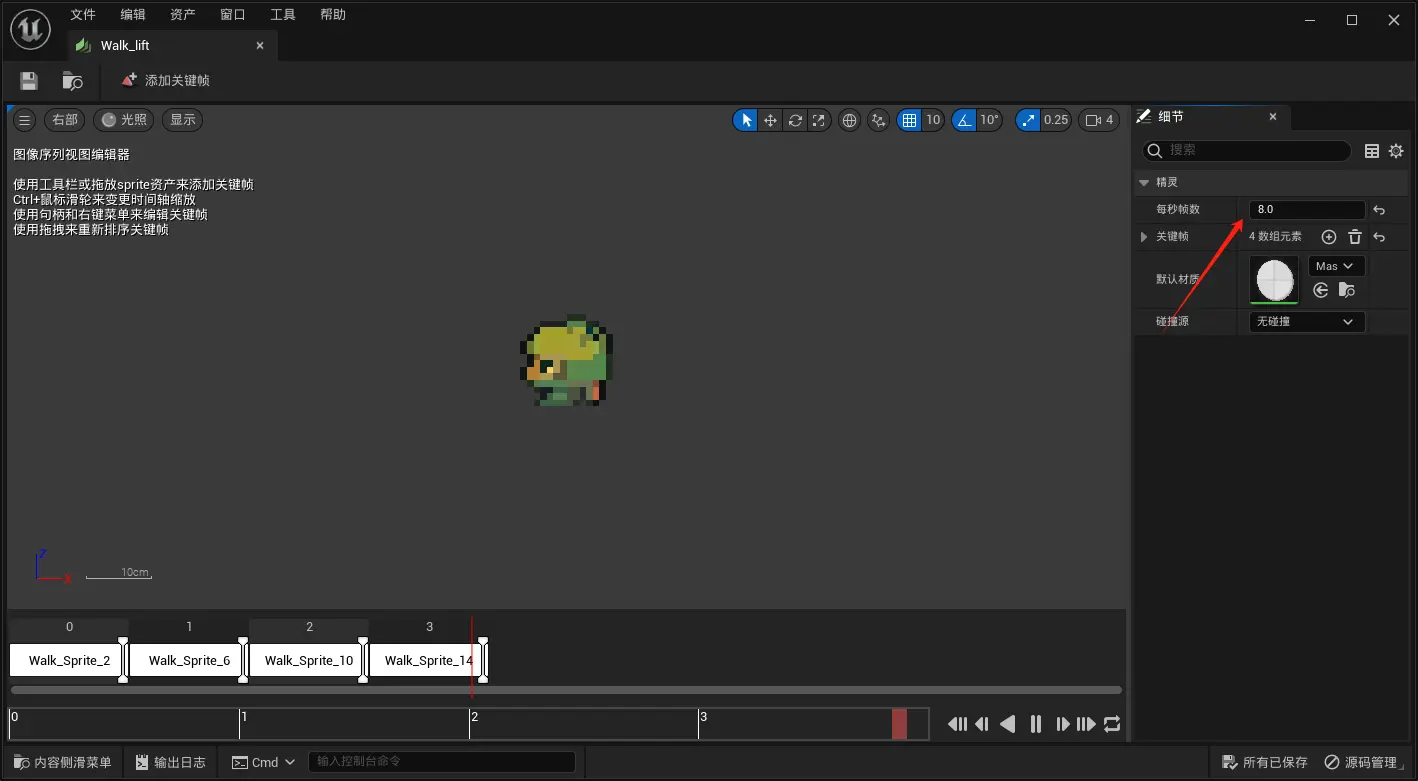 文件 编辑 资产 窗口 工具 帮助
Walk_lift
添加关键帧
右部 光照 显示 10 10° 0.25 4
图像序列视图编辑器
使用工具栏或拖放sprite资产来添加关键帧
Ctrl+鼠标滑轮来变更时间轴缩放
使用句柄和右键菜单来编辑关键帧
使用拖拽来重新排序关键帧
Z
X
10cm
细节
搜索
精灵
每秒帧数 8.0
关键帧 4 数组元素
默认材质 Mas
碰撞源 无碰撞
0 1 2 3
Walk_Sprite_2 Walk_Sprite_6 Walk_Sprite_10 Walk_Sprite_14
0 1 2 3
内容侧滑菜单 输出日志 Cmd 输入控制台命令 所有已保存 源码管理